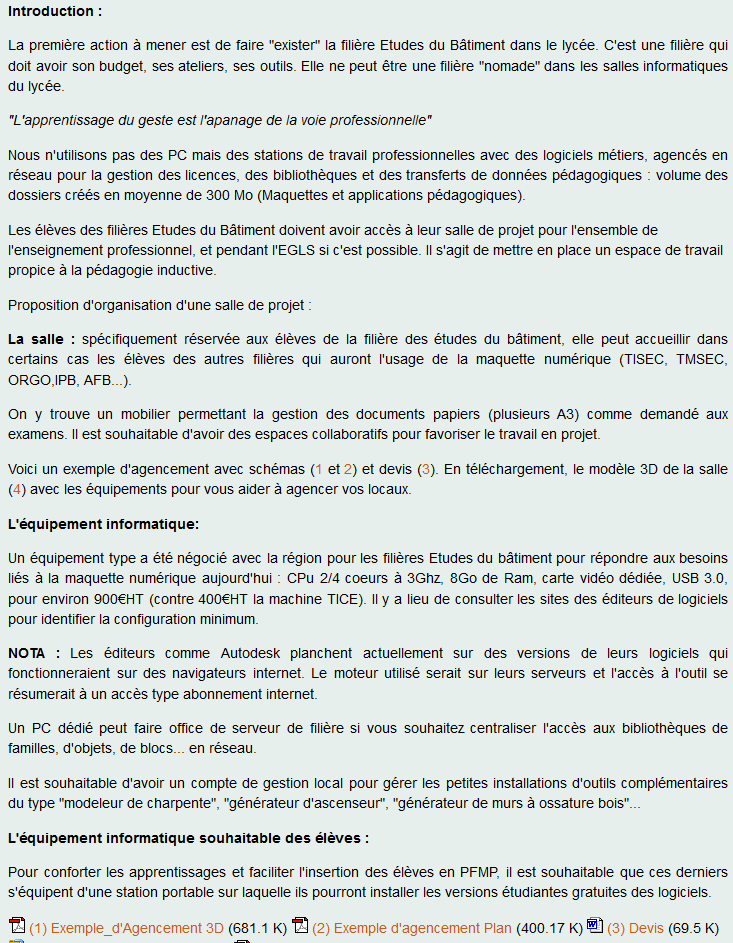 Introduction :
La première action à mener est de faire "exister" la filière Etudes du Bâtiment dans le lycée. C'est une filière qui
doit avoir son budget, ses ateliers, ses outils. Elle ne peut être une filière "nomade" dans les salles informatiques
du lycée.
"L'apprentissage du geste est l'apanage de la voie professionnelle"
Nous n'utilisons pas des PC mais des stations de travail professionnelles avec des logiciels métiers, agencés en
réseau pour la gestion des licences, des bibliothèques et des transferts de données pédagogiques : volume des
dossiers créés en moyenne de 300 Mo (Maquettes et applications pédagogiques).
Les élèves des filières Etudes du Bâtiment doivent avoir accès à leur salle de projet pour l'ensemble de
l'enseignement professionnel, et pendant l'EGLS si c'est possible. Il s'agit de mettre en place un espace de travail
propice à la pédagogie inductive.
Proposition d'organisation d'une salle de projet :
La salle : spécifiquement réservée aux élèves de la filière des études du bâtiment, elle peut accueillir dans
certains cas les élèves des autres filières qui auront l'usage de la maquette numérique (TISEC, TMSEC,
ORGO,IPB, AFB...).
On y trouve un mobilier permettant la gestion des documents papiers (plusieurs A3) comme demandé aux
examens. Il est souhaitable d'avoir des espaces collaboratifs pour favoriser le travail en projet.
Voici un exemple d'agencement avec schémas (1 et 2) et devis (3). En téléchargement, le modèle 3D de la salle
(4) avec les équipements pour vous aider à agencer vos locaux.
L'équipement informatique:
Un équipement type a été négocié avec la région pour les filières Etudes du bâtiment pour répondre aux besoins
liés à la maquette numérique aujourd'hui : CPu 2/4 coeurs à 3Ghz, 8Go de Ram, carte vidéo dédiée, USB 3.0,
pour environ 900€HT (contre 400€HT la machine TICE). Il y a lieu de consulter les sites des éditeurs de logiciels
pour identifier la configuration minimum.
NOTA : Les éditeurs comme Autodesk planchent actuellement sur des versions de leurs logiciels qui
fonctionneraient sur des navigateurs internet. Le moteur utilisé serait sur leurs serveurs et l'accès à l'outil se
résumerait à un accès type abonnement internet.
Un PC dédié peut faire office de serveur de filière si vous souhaitez centraliser l'accès aux bibliothèques de
familles, d'objets, de blocs... en réseau.
Il est souhaitable d'avoir un compte de gestion local pour gérer les petites installations d'outils complémentaires
du type "modeleur de charpente", "générateur d'ascenseur", "générateur de murs à ossature bois"...
L'équipement informatique souhaitable des élèves :
Pour conforter les apprentissages et faciliter l'insertion des élèves en PFMP, il est souhaitable que ces derniers
s'équipent d'une station portable sur laquelle ils pourront installer les versions étudiantes gratuites des logiciels.
(1) Exemple_d'Agencement 3D (681.1 K) (2) Exemple d'agencement Plan (400.17 K) (3) Devis (69.5 K)